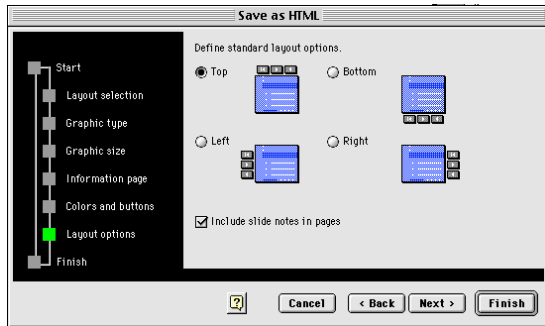 Save as HTML
Start
Layout selection
Graphic type
Graphic size
Information page
Colors and buttons
Layout options
Finish
Define standard layout options.
Top
Bottom
Left
Right
Include slide notes in pages
?
Cancel
< Back
Next >
Finish